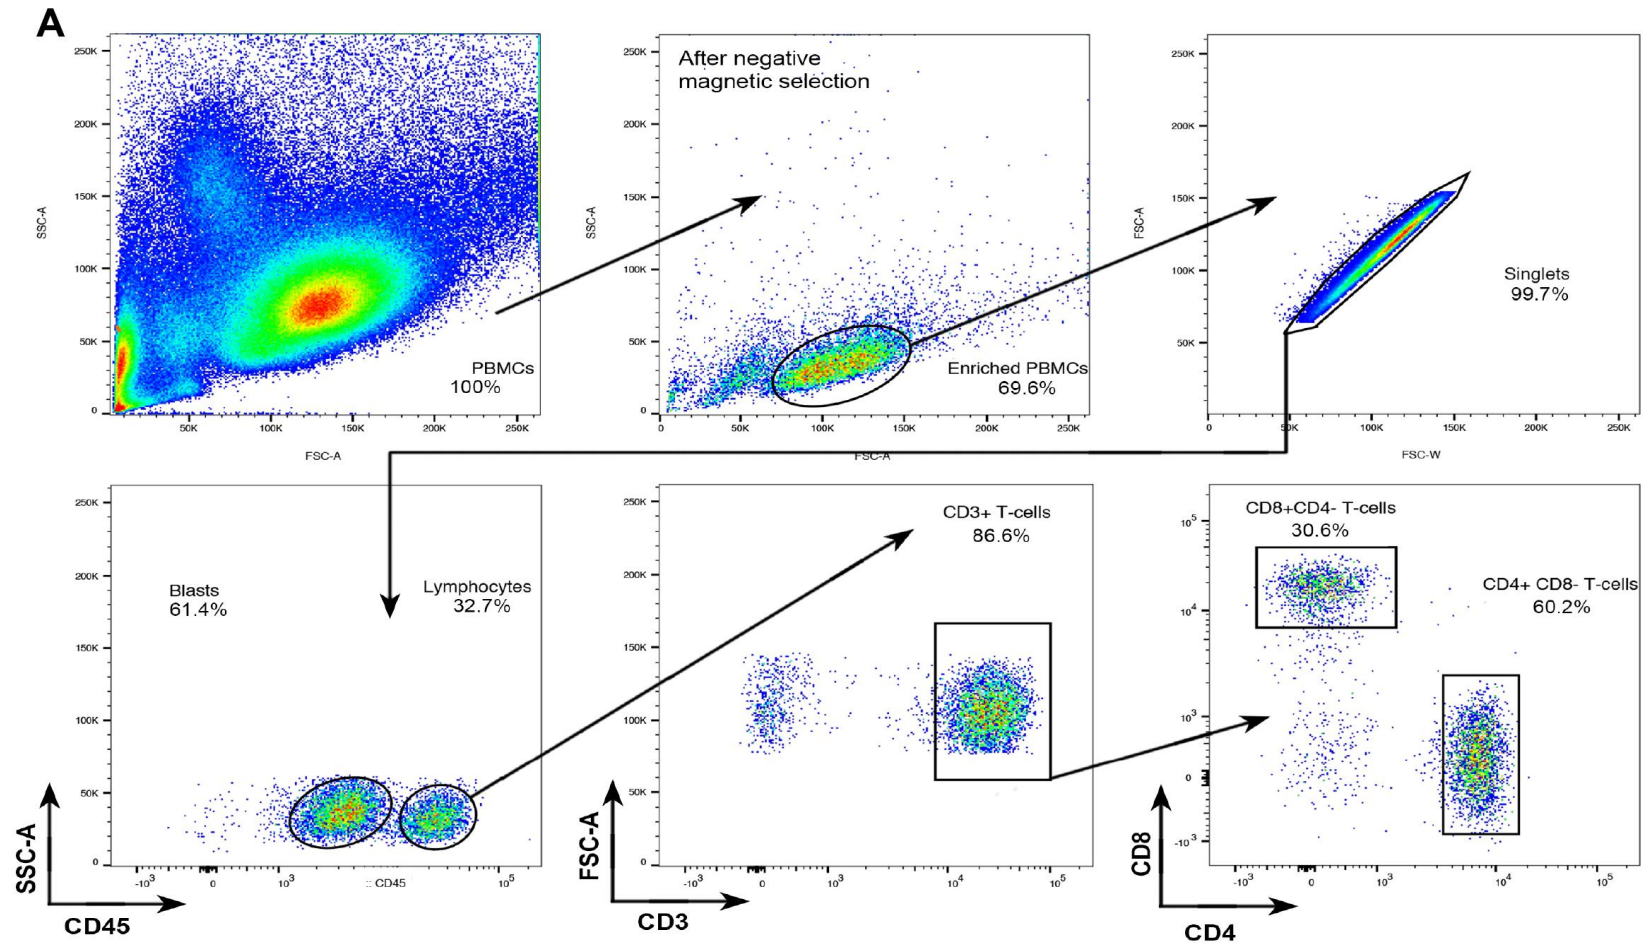 A
250K
200K
150K
100K
50K
0
SSC-A
PBMCs
100%
50K
100K
150K
200K
250K
FSC-A
After negative
magnetic selection
250K
200K
150K
100K
50K
0
SSC-A
Enriched PBMCs
69.6%
0
50K
100K
150K
200K
250K
FSC-A
250K
200K
150K
100K
50K
FSC-A
Singlets
99.7%
0
50K
100K
150K
200K
250K
FSC-W
250K
200K
150K
100K
50K
0
Blasts
61.4%
Lymphocytes
32.7%
SSC-A
-10³
0
10³
:: CD45
10⁵
CD45
250K
200K
150K
100K
50K
0
CD3+ T-cells
86.6%
FSC-A
-10³
0
10³
10⁴
10⁵
CD3
10⁵
10⁴
10³
0
-10³
CD8+CD4- T-cells
30.6%
CD4+ CD8- T-cells
60.2%
CD8
-10³
0
10³
10⁴
10⁵
CD4